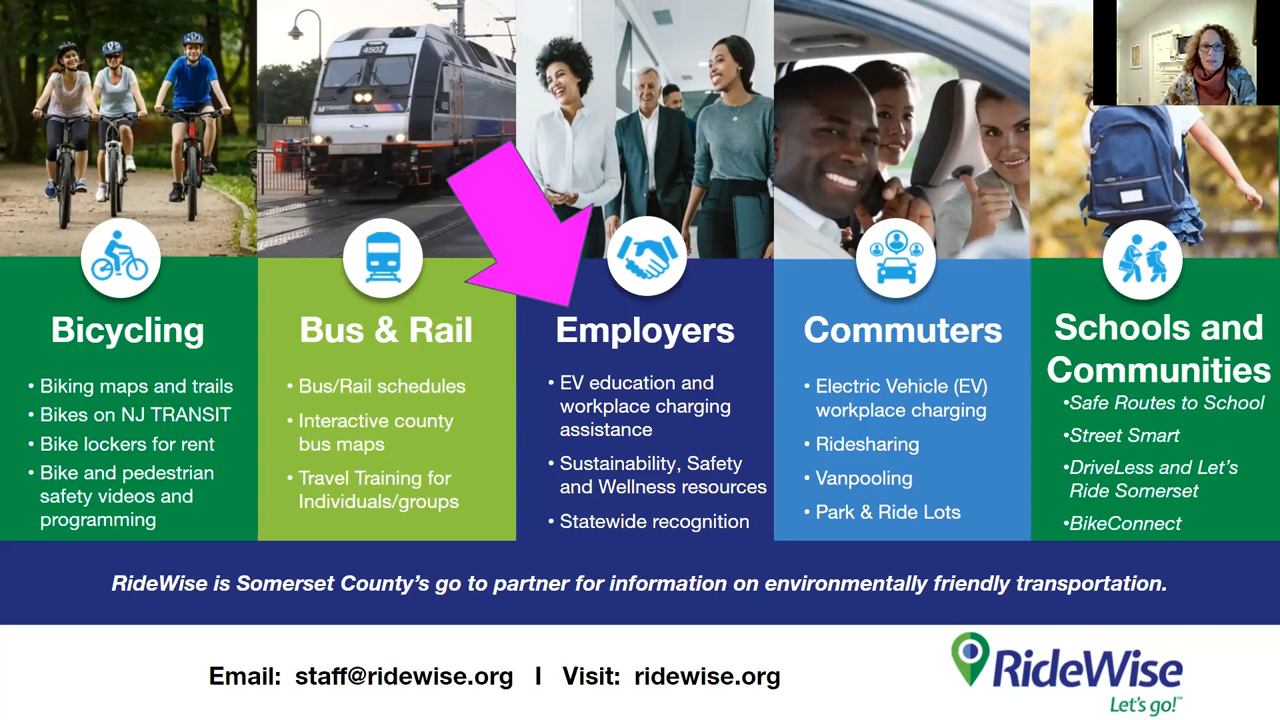 4502
NJ TRANSIT
Bicycling
• Biking maps and trails
• Bikes on NJ TRANSIT
• Bike lockers for rent
• Bike and pedestrian
safety videos and
programming
Bus & Rail
• Bus/Rail schedules
• Interactive county
bus maps
• Travel Training for
Individuals/groups
Employers
• EV education and
workplace charging
assistance
• Sustainability, Safety
and Wellness resources
• Statewide recognition
Commuters
• Electric Vehicle (EV)
workplace charging
• Ridesharing
• Vanpooling
• Park & Ride Lots
Schools and
Communities
•Safe Routes to School
•Street Smart
•DriveLess and Let's
Ride Somerset
•BikeConnect
RideWise is Somerset County's go to partner for information on environmentally friendly transportation.
Email: staff@ridewise.org I Visit: ridewise.org
RideWise
Let's go!™